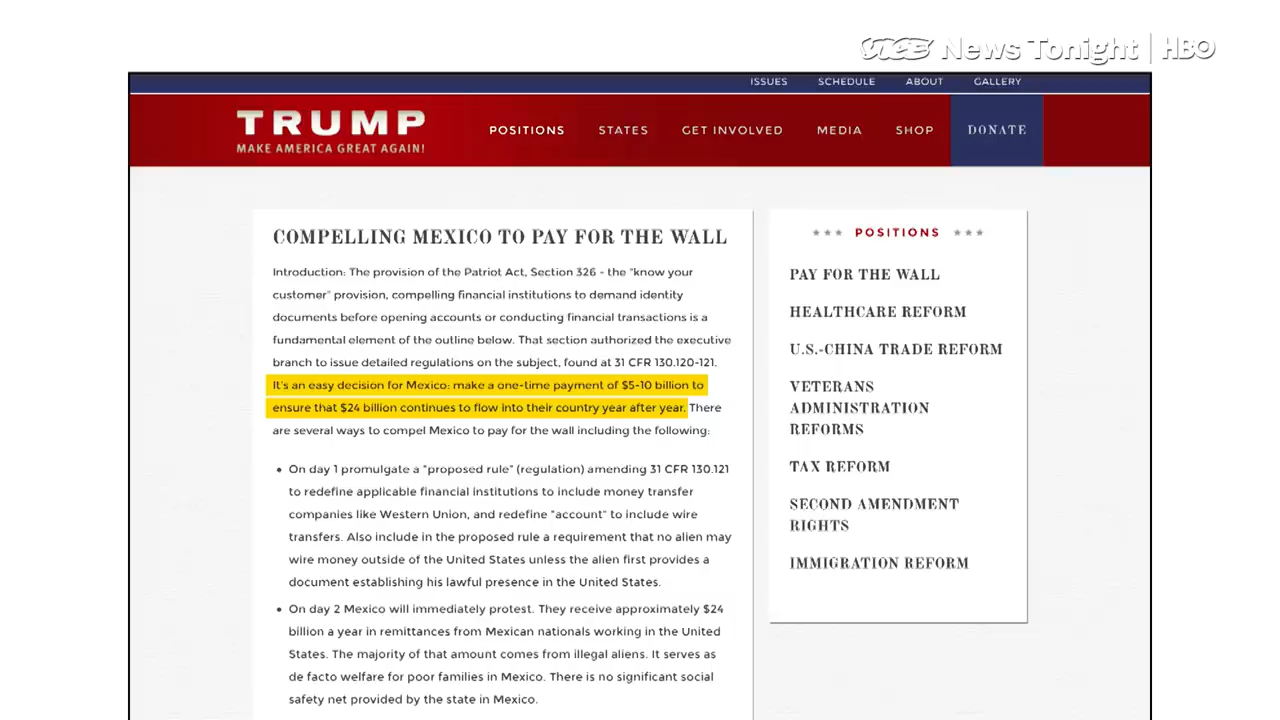 VICE News Tonight | HBO
ISSUES SCHEDULE ABOUT GALLERY
TRUMP
MAKE AMERICA GREAT AGAIN!
POSITIONS STATES GET INVOLVED MEDIA SHOP DONATE
COMPELLING MEXICO TO PAY FOR THE WALL
Introduction: The provision of the Patriot Act, Section 326 - the "know your
customer" provision, compelling financial institutions to demand identity
documents before opening accounts or conducting financial transactions is a
fundamental element of the outline below. That section authorized the executive
branch to issue detailed regulations on the subject, found at 31 CFR 130.120-121.
It's an easy decision for Mexico: make a one-time payment of $5-10 billion to
ensure that $24 billion continues to flow into their country year after year. There
are several ways to compel Mexico to pay for the wall including the following:
• On day 1 promulgate a "proposed rule" (regulation) amending 31 CFR 130.121
to redefine applicable financial institutions to include money transfer
companies like Western Union, and redefine "account" to include wire
transfers. Also include in the proposed rule a requirement that no alien may
wire money outside of the United States unless the alien first provides a
document establishing his lawful presence in the United States.
• On day 2 Mexico will immediately protest. They receive approximately $24
billion a year in remittances from Mexican nationals working in the United
States. The majority of that amount comes from illegal aliens. It serves as
de facto welfare for poor families in Mexico. There is no significant social
safety net provided by the state in Mexico.
*** POSITIONS ***
PAY FOR THE WALL
HEALTHCARE REFORM
U.S.-CHINA TRADE REFORM
VETERANS
ADMINISTRATION
REFORMS
TAX REFORM
SECOND AMENDMENT
RIGHTS
IMMIGRATION REFORM